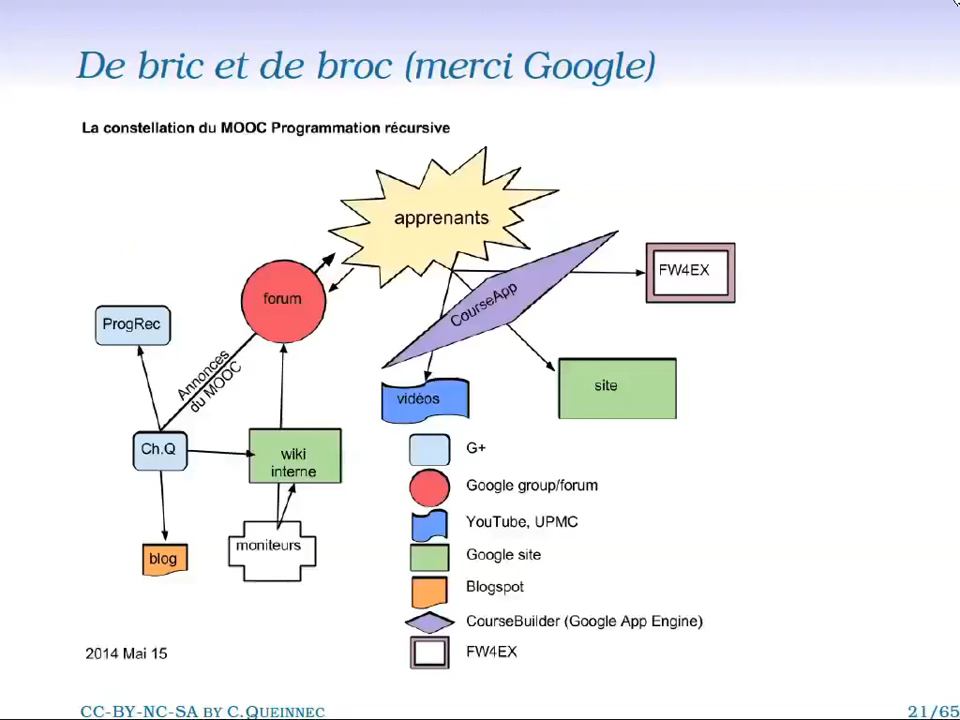 De bric et de broc (merci Google)
La constellation du MOOC Programmation récursive
apprenants
FW4EX
forum
CourseApp
ProgRec
Annonces
du MOOC
site
vidéos
Ch.Q
wiki
interne
G+
Google group/forum
YouTube, UPMC
moniteurs
blog
Google site
Blogspot
CourseBuilder (Google App Engine)
FW4EX
2014 Mai 15
CC-BY-NC-SA BY C.QUEINNEC
21/65